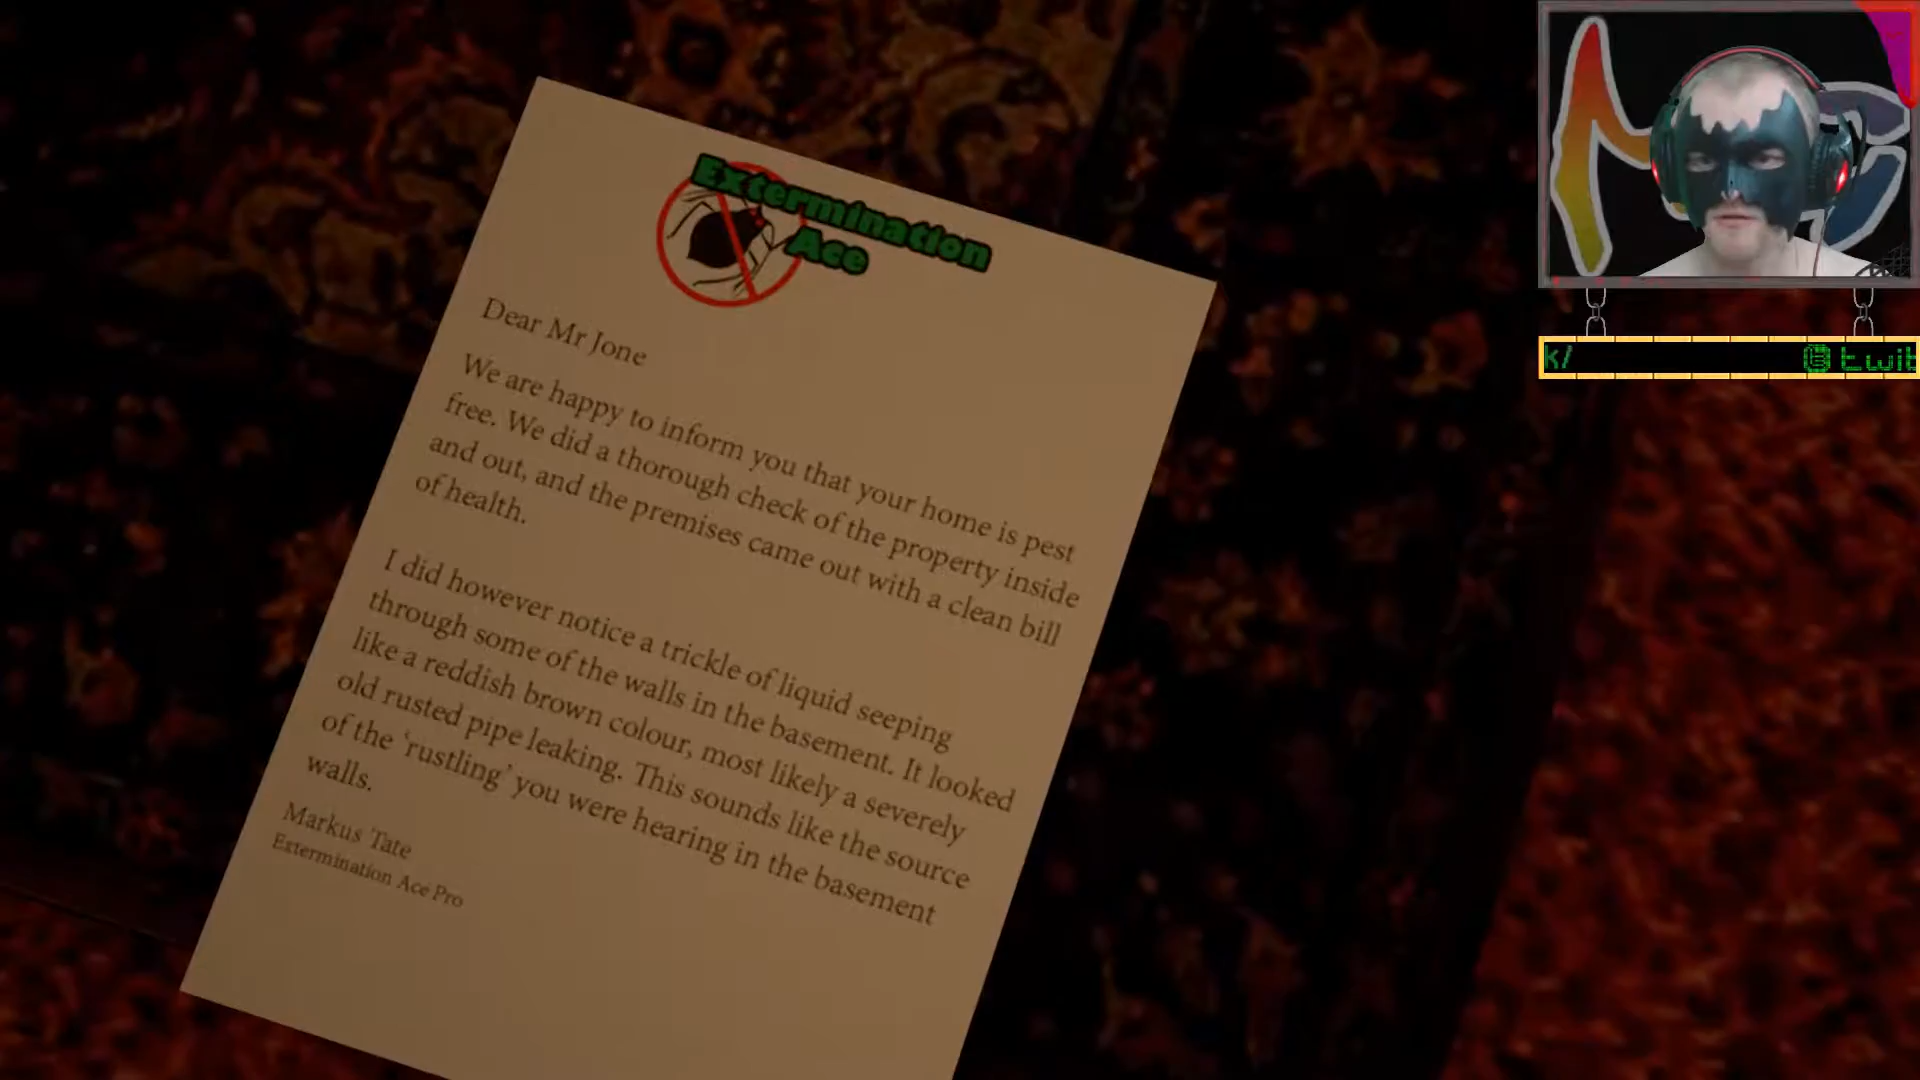 Extermination
Ace
Dear Mr Jone
We are happy to inform you that your home is pest
free. We did a thorough check of the property inside
and out, and the premises came out with a clean bill
of health.
I did however notice a trickle of liquid seeping
through some of the walls in the basement. It looked
like a reddish brown colour, most likely a severely
old rusted pipe leaking. This sounds like the source
of the ‘rustling’ you were hearing in the basement
walls.
Markus Tate
Extermination Ace Pro
k/ twit